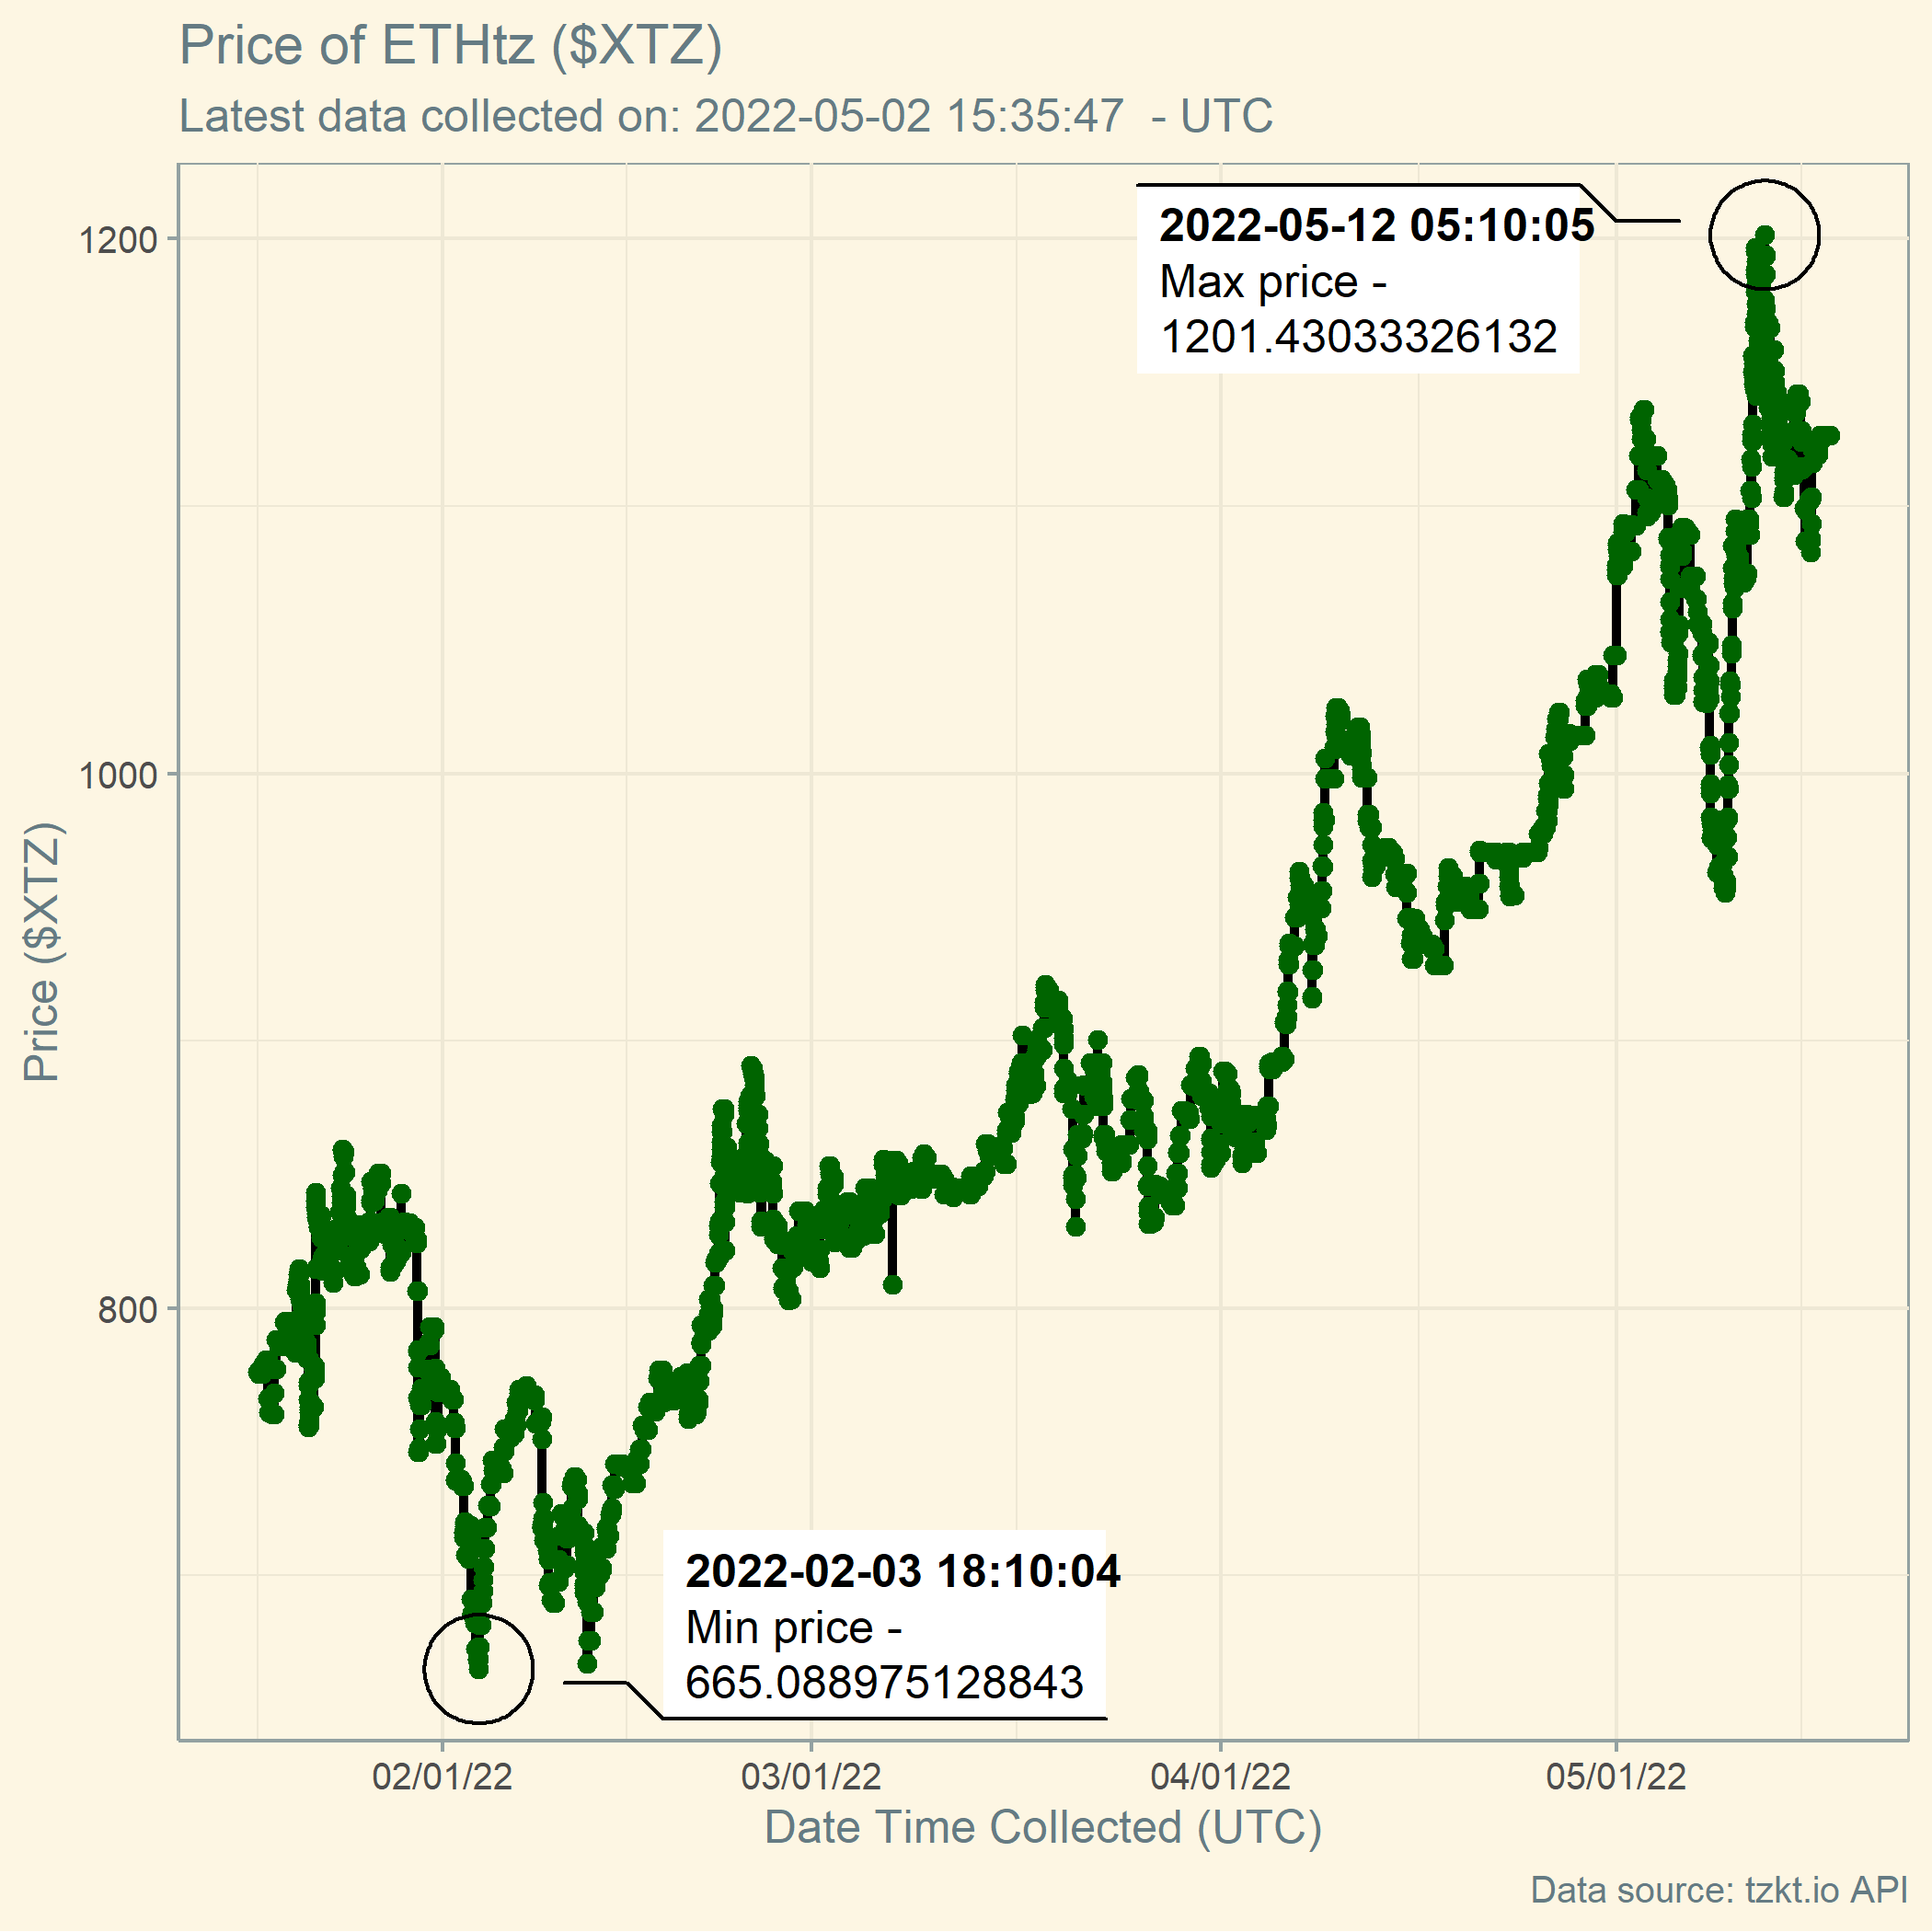 Price of ETHtz ($XTZ)
Latest data collected on: 2022-05-02 15:35:47  - UTC
2022-05-12 05:10:05
Max price -
1201.43033326132
1200
1000
800
Price ($XTZ)
2022-02-03 18:10:04
Min price -
665.088975128843
02/01/22
03/01/22
04/01/22
05/01/22
Date Time Collected (UTC)
Data source: tzkt.io API